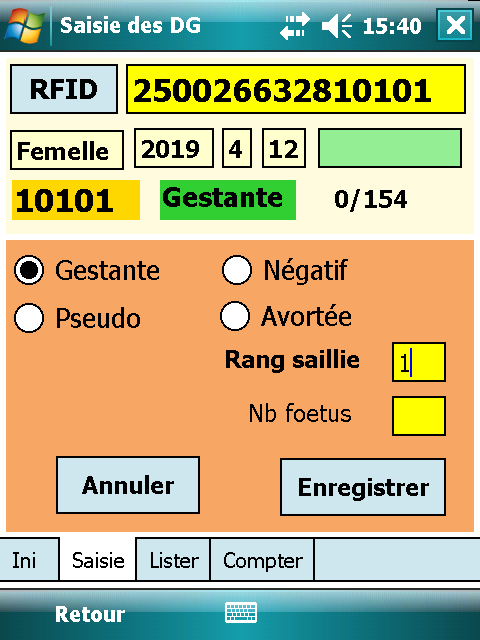 Saisie des DG 15:40
RFID 250026632810101
Femelle 2019 4 12
10101 Gestante 0/154
Gestante Négatif
Pseudo Avortée
Rang saillie 1
Nb foetus
Annuler Enregistrer
Ini Saisie Lister Compter
Retour